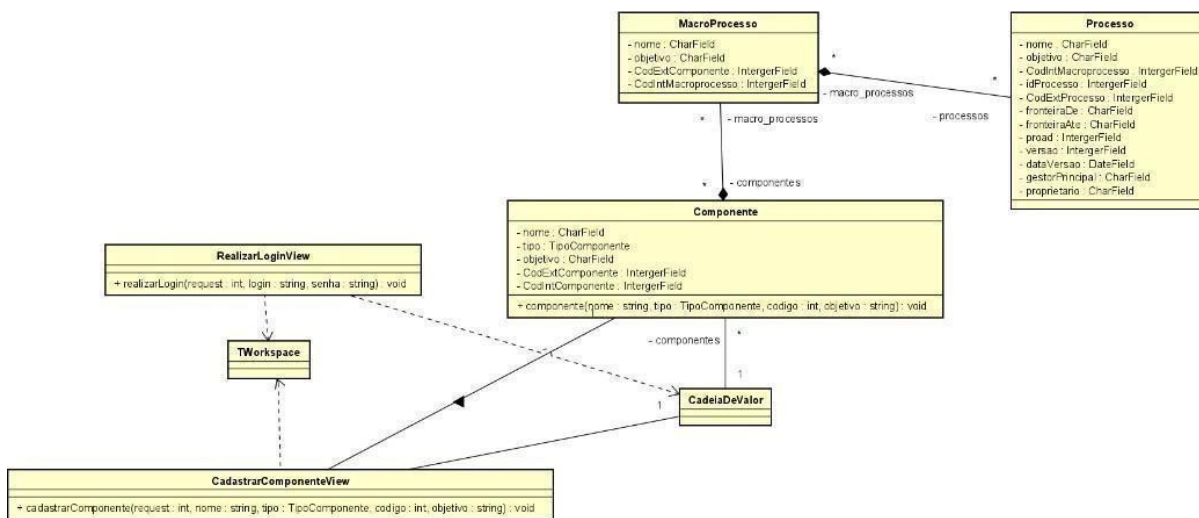 MacroProcesso
- nome : CharField
- objetivo : CharField
- CodExtComponente : IntergerField
- CodIntMacroprocesso : IntergerField
Processo
- nome : CharField
- objetivo : CharField
- CodIntMacroprocesso : IntergerField
- idProcesso : IntergerField
- CodExtProcesso : IntergerField
- fronteiraDe : CharField
- fronteiraAte : CharField
- proad : IntergerField
- versao : IntergerField
- dataVersao : DateField
- gestorPrincipal : CharField
- proprietario : CharField
*
*
- macro_processos
- processos
*
- macro_processos
*
- componentes
Componente
- nome : CharField
- tipo : TipoComponente
- objetivo : CharField
- CodExtComponente : IntergerField
- CodIntComponente : IntergerField
+ componente(nome : string, tipo : TipoComponente, codigo : int, objetivo : string) : void
RealizarLoginView
+ realizarLogin(request : int, login : string, senha : string) : void
- componentes
*
TWorkspace
1
1
CadeiaDeValor
CadastrarComponenteView
+ cadastrarComponente(request : int, nome : string, tipo : TipoComponente, codigo : int, objetivo : string) : void